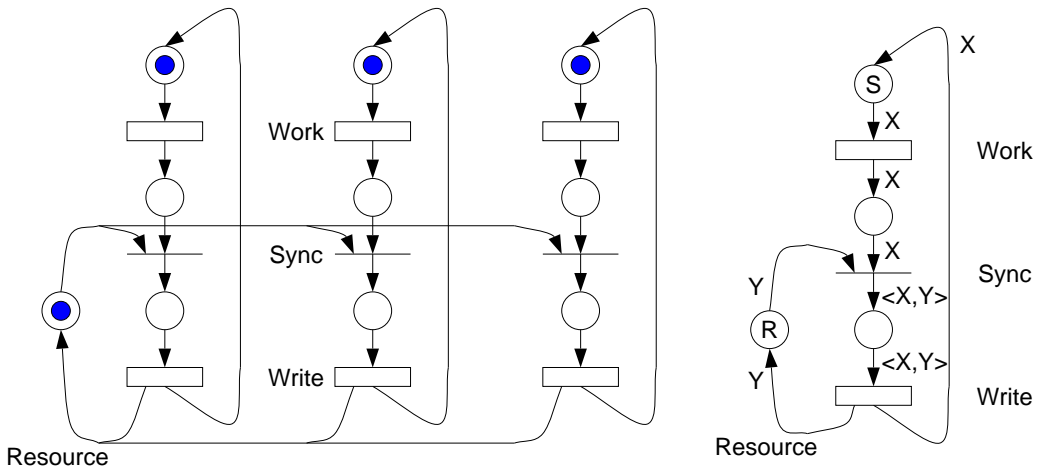 Work
Sync
Write
Resource
X
S
X
Work
X
X
Sync
Y
<X,Y>
R
<X,Y>
Y
Write
Resource